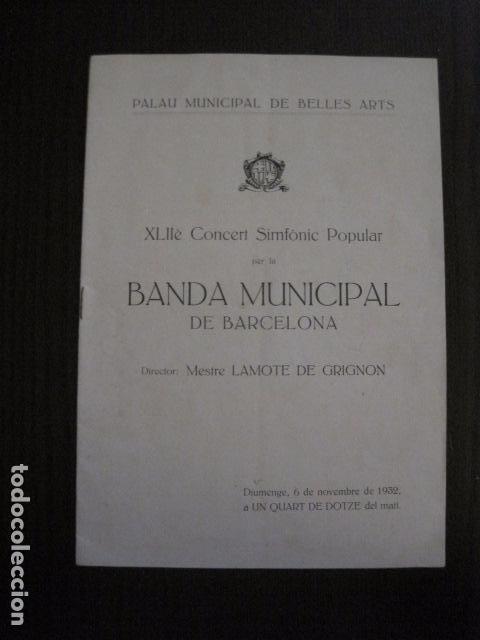 PALAU MUNICIPAL DE BELLES ARTS
XLIIè Concert Simfònic Popular
per la
BANDA MUNICIPAL
DE BARCELONA
Director: Mestre LAMOTE DE GRIGNON
Diumenge, 6 de novembre de 1932,
a UN QUART DE DOTZE del matí.
todocoleccion.net